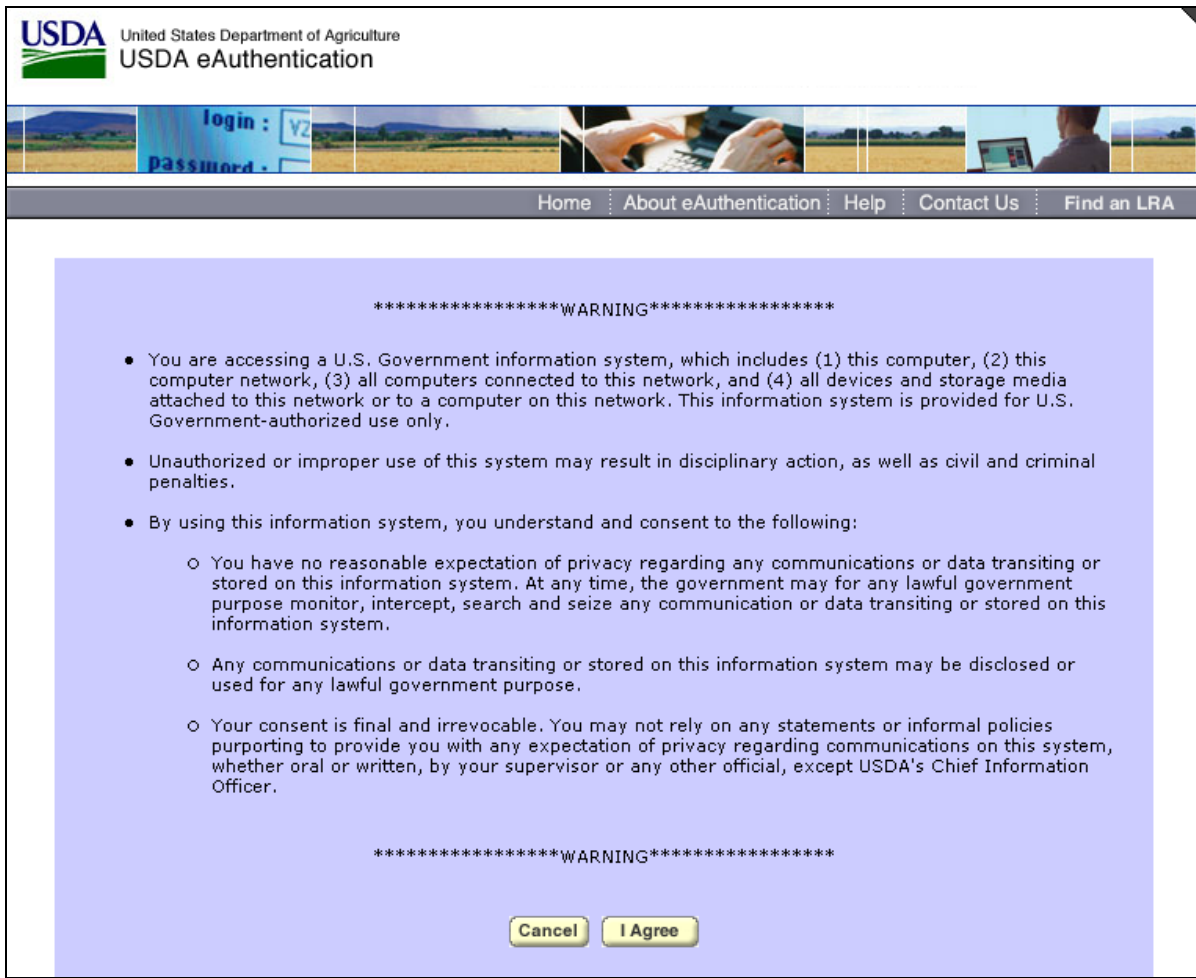 USDA
United States Department of Agriculture
USDA eAuthentication
login : YZ
password :
Home About eAuthentication Help Contact Us Find an LRA
*****************WARNING*****************
● You are accessing a U.S. Government information system, which includes (1) this computer, (2) this
computer network, (3) all computers connected to this network, and (4) all devices and storage media
attached to this network or to a computer on this network. This information system is provided for U.S.
Government-authorized use only.
● Unauthorized or improper use of this system may result in disciplinary action, as well as civil and criminal
penalties.
● By using this information system, you understand and consent to the following:
○ You have no reasonable expectation of privacy regarding any communications or data transiting or
stored on this information system. At any time, the government may for any lawful government
purpose monitor, intercept, search and seize any communication or data transiting or stored on this
information system.
○ Any communications or data transiting or stored on this information system may be disclosed or
used for any lawful government purpose.
○ Your consent is final and irrevocable. You may not rely on any statements or informal policies
purporting to provide you with any expectation of privacy regarding communications on this system,
whether oral or written, by your supervisor or any other official, except USDA's Chief Information
Officer.
*****************WARNING*****************
Cancel I Agree